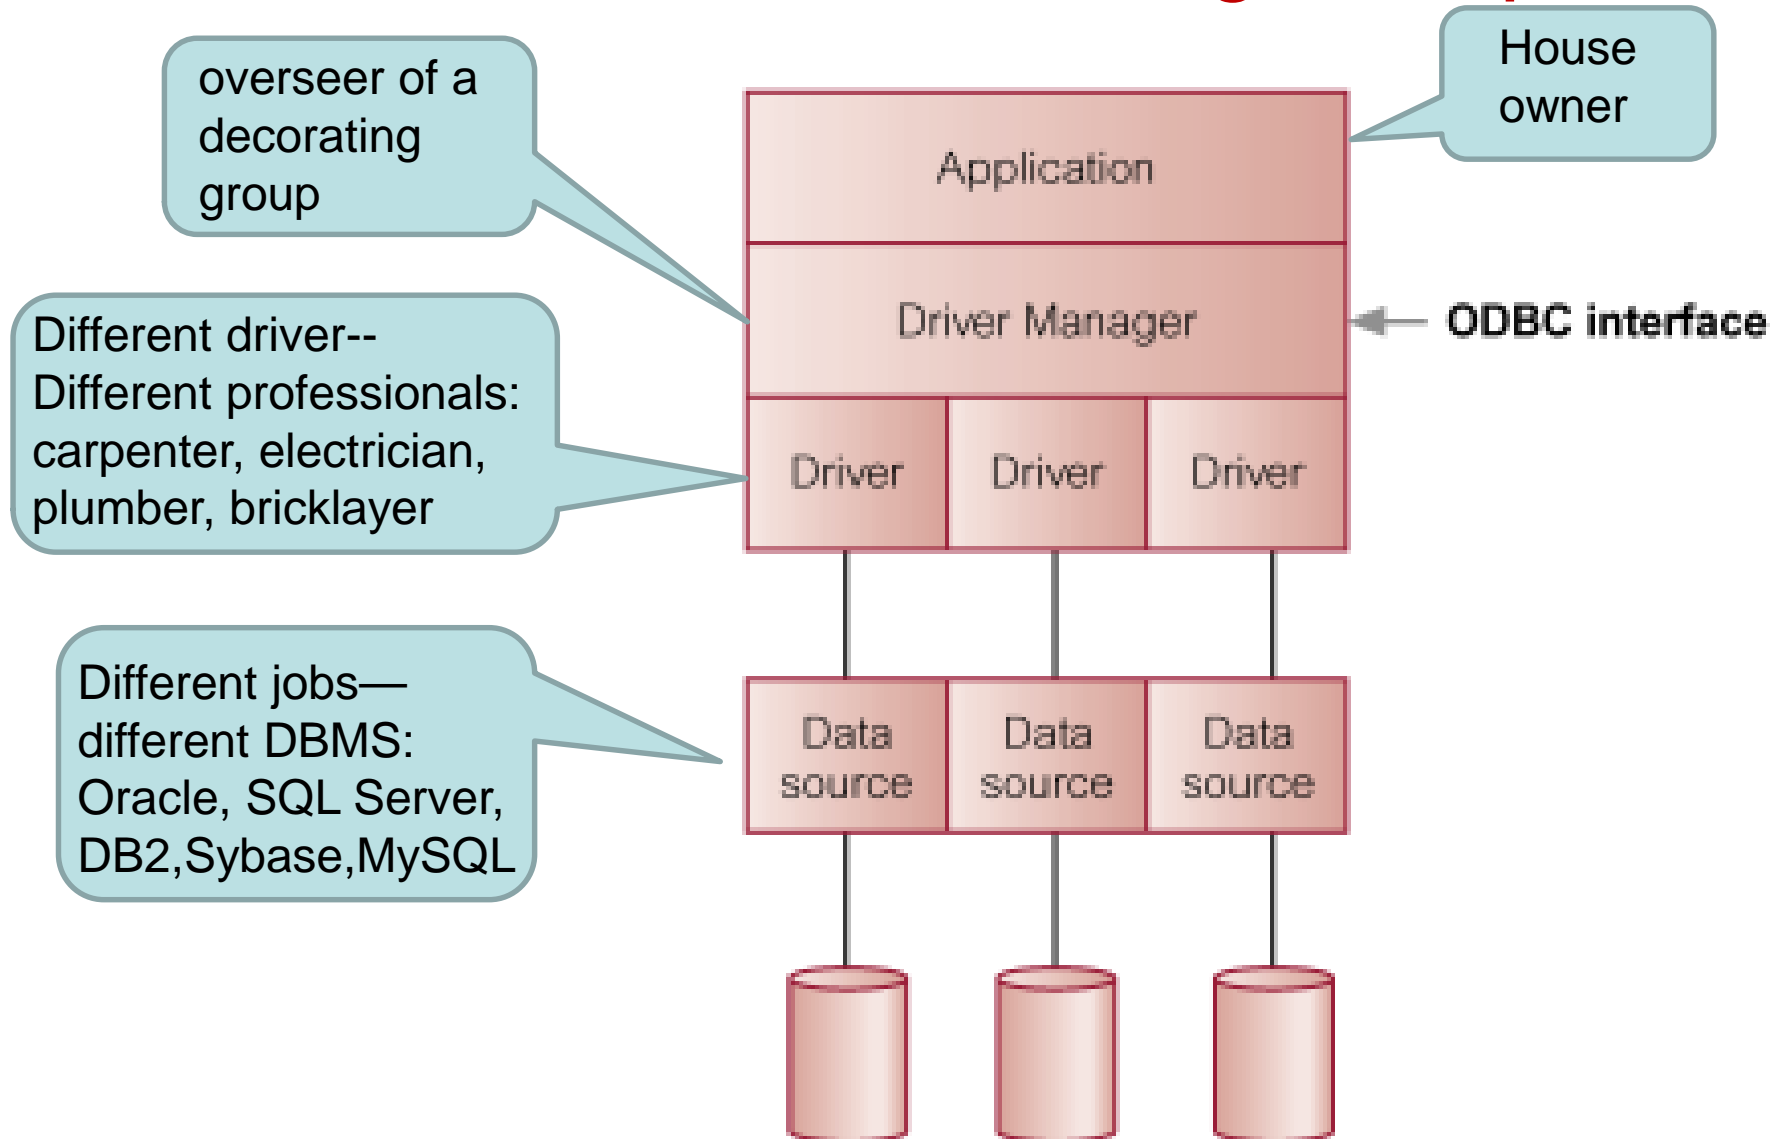 House
owner
overseer of a
decorating
group
Application
Driver Manager
ODBC interface
Different driver--
Different professionals:
carpenter, electrician,
plumber, bricklayer
Driver Driver Driver
Different jobs—
different DBMS:
Oracle, SQL Server,
DB2,Sybase,MySQL
Data Data Data
source source source